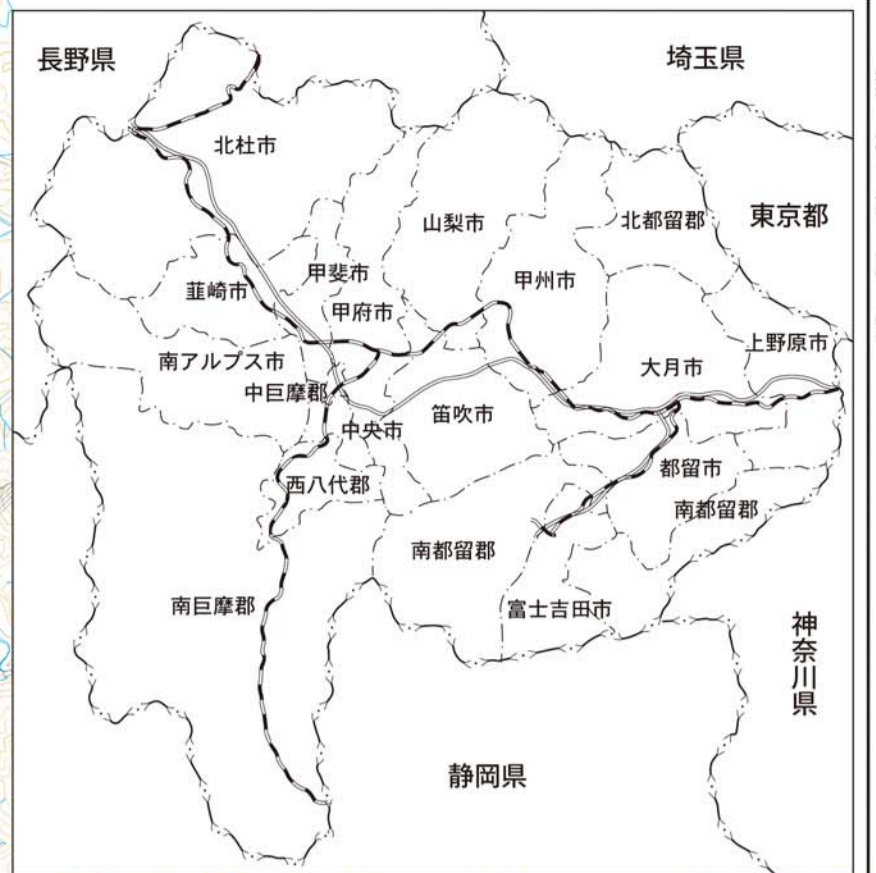 長野県
埼玉県
北杜市
山梨市
北都留郡
東京都
甲斐市
甲州市
韮崎市
甲府市
上野原市
南アルプス市
大月市
中巨摩郡
笛吹市
中央市
都留市
西八代郡
南都留郡
南都留郡
南巨摩郡
富士吉田市
神奈川県
静岡県